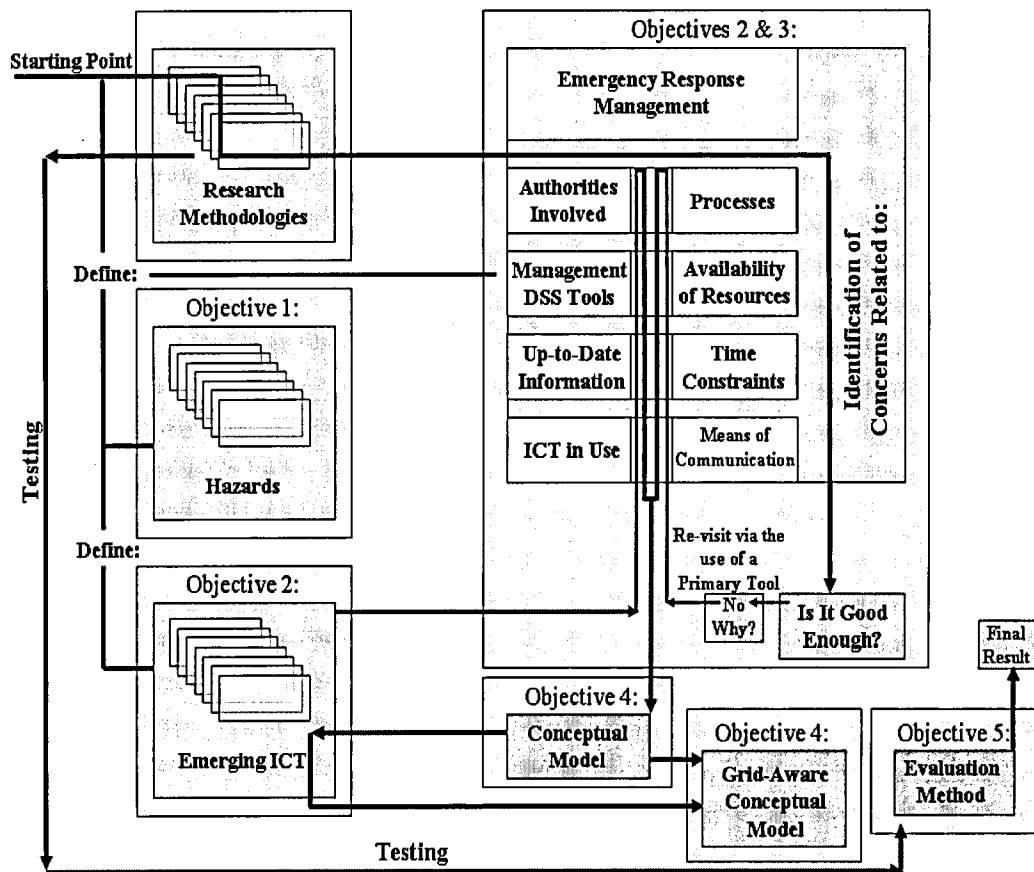 Starting Point
Research
Methodologies
Define:
Objective 1:
Hazards
Define:
Objective 2:
Emerging ICT
Testing
Objectives 2 & 3:
Emergency Response
Management
Authorities
Involved
Processes
Management
DSS Tools
Availability
of Resources
Up-to-Date
Information
Time
Constraints
ICT in Use
Means of
Communication
Identification of
Concerns Related to:
Re-visit via the
use of a
Primary Tool
No
Why?
Is It Good
Enough?
Objective 4:
Conceptual
Model
Objective 4:
Grid-Aware
Conceptual
Model
Objective 5:
Evaluation
Method
Final
Result
Testing